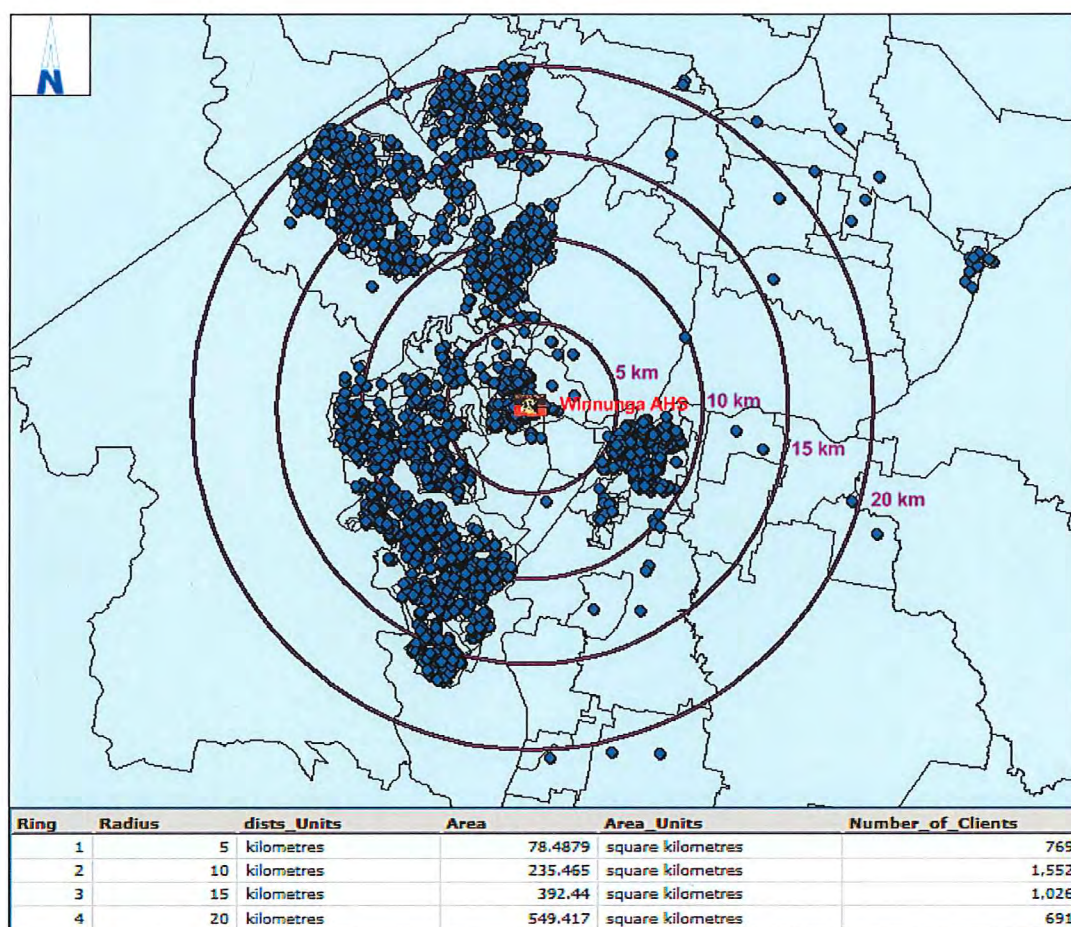 N
5 km
Winnunga AHS
10 km
15 km
20 km
Ring Radius dists_Units Area Area_Units Number_of_Clients
1 5 kilometres 78.4879 square kilometres 769
2 10 kilometres 235.465 square kilometres 1,552
3 15 kilometres 392.44 square kilometres 1,026
4 20 kilometres 549.417 square kilometres 691